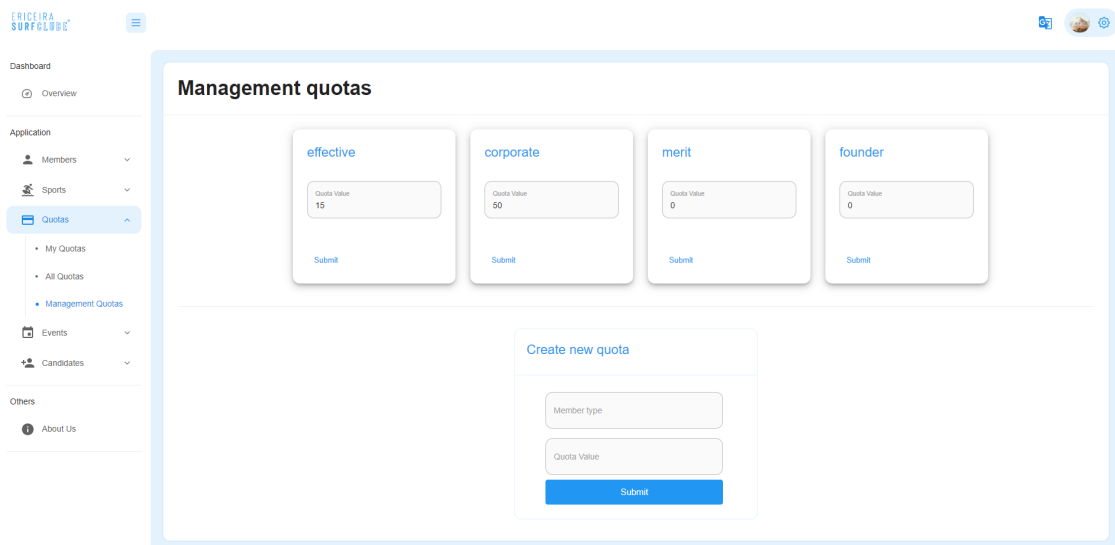 ERICEIRA
SURFCLUBE
Dashboard
Overview
Application
Members
Sports
Quotas
My Quotas
All Quotas
Management Quotas
Events
Candidates
Others
About Us
Management quotas
effective
Quota Value
15
Submit
corporate
Quota Value
50
Submit
merit
Quota Value
0
Submit
founder
Quota Value
0
Submit
Create new quota
Member type
Quota Value
Submit